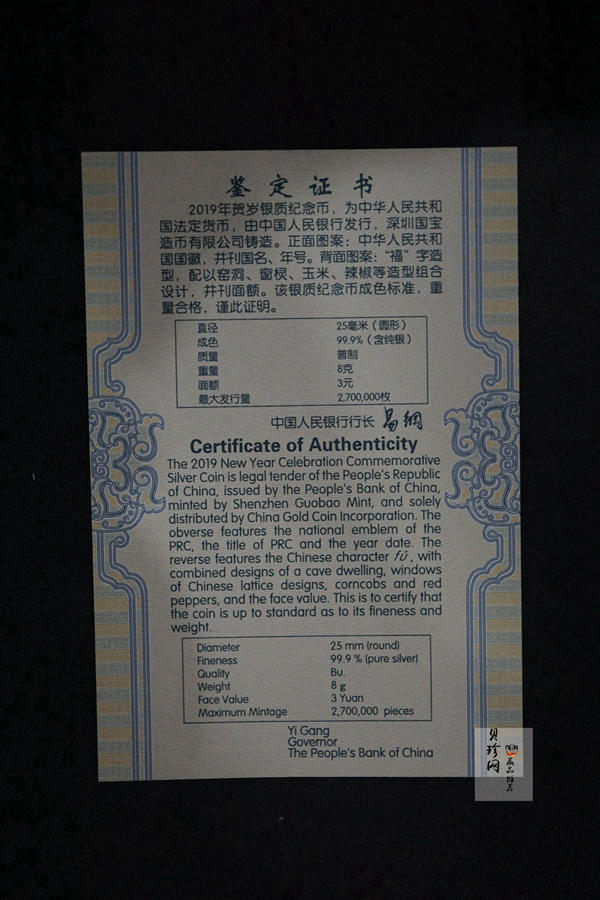 鉴定证书
2019年贺岁银质纪念币，为中华人民共和
国法定货币，由中国人民银行发行，深圳国宝
造币有限公司铸造。正面图案：中华人民共和
国国徽，并刊国名、年号。背面图案：“福”字造
型，配以窑洞、窗棂、玉米、辣椒等造型组合
设计，并刊面额。该银质纪念币成色标准，重
量合格，谨此证明。
直径 25毫米（圆形）
成色 99.9%（含纯银）
质量 普制
重量 8克
面额 3元
最大发行量 2,700,000枚
中国人民银行行长 易纲
Certificate of Authenticity
The 2019 New Year Celebration Commemorative
Silver Coin is legal tender of the People's Republic
of China, issued by the People's Bank of China,
minted by Shenzhen Guobao Mint, and solely
distributed by China Gold Coin Incorporation. The
obverse features the national emblem of the
PRC, the title of PRC and the year date. The
reverse features the Chinese character fú, with
combined designs of a cave dwelling, windows
of Chinese lattice designs, corncobs and red
peppers, and the face value. This is to certify that
the coin is up to standard as to its fineness and
weight.
Diameter 25 mm (round)
Fineness 99.9 % (pure silver)
Quality Bu.
Weight 8 g
Face Value 3 Yuan
Maximum Mintage 2,700,000 pieces
Yi Gang
Governor
The People's Bank of China
贝珍网
藏品推荐